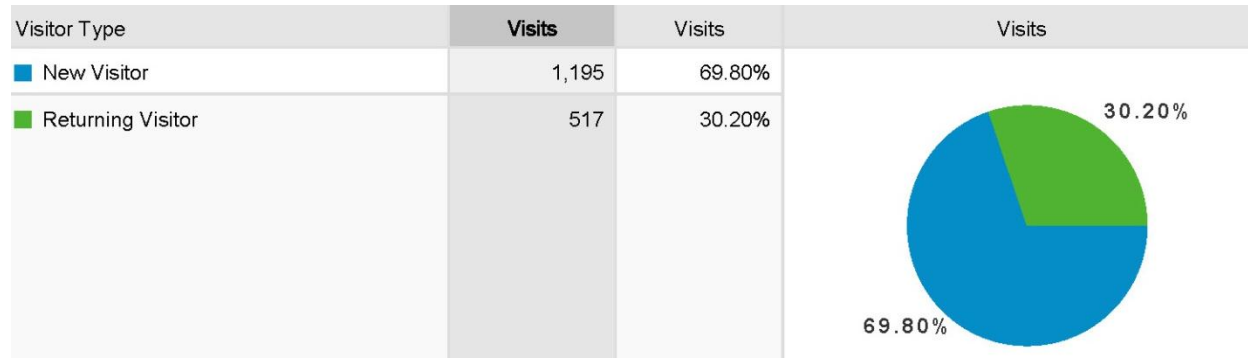 Visitor Type Visits Visits Visits
New Visitor 1,195 69.80%
Returning Visitor 517 30.20%
30.20%
69.80%